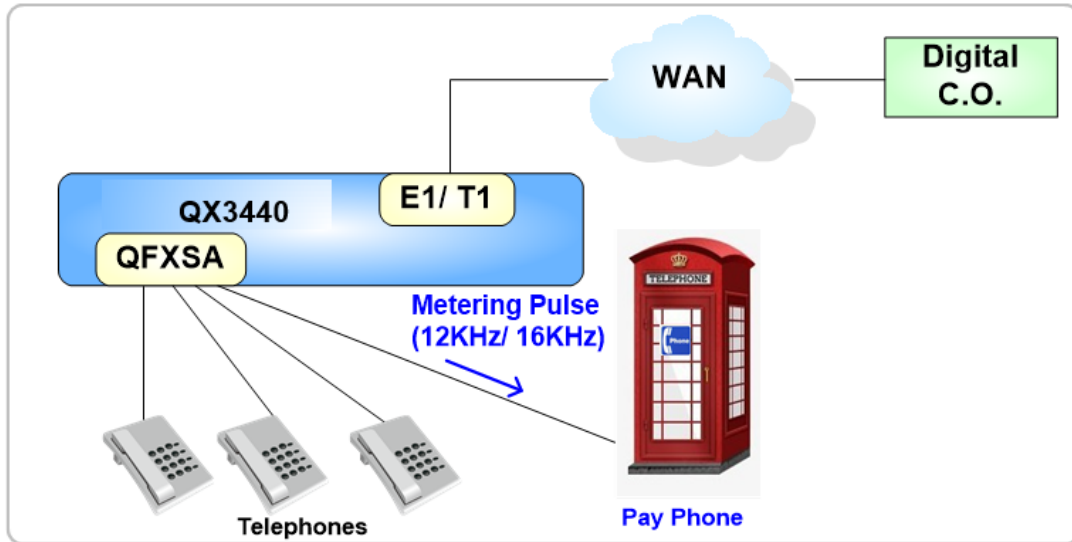 WAN
Digital
C.O.
E1/ T1
QX3440
QFXSA
TELEPHONE
Metering Pulse
(12KHz/ 16KHz)
Phone
Telephones
Pay Phone